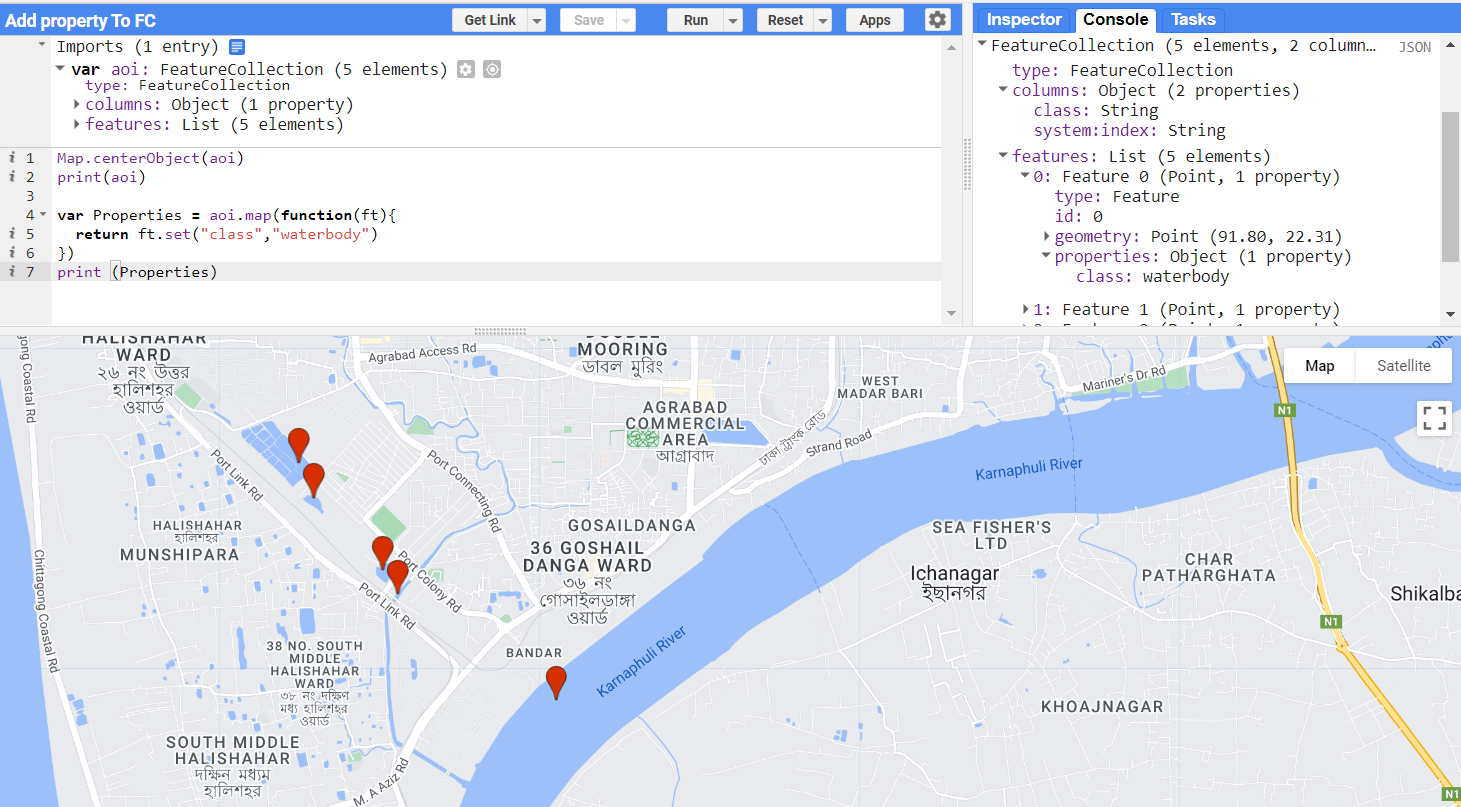 Add property To FC
Get Link
Save
Run
Reset
Apps
Inspector
Console
Tasks
Imports (1 entry)
var aoi: FeatureCollection (5 elements)
type: FeatureCollection
columns: Object (1 property)
features: List (5 elements)
i 1 Map.centerObject(aoi)
i 2 print(aoi)
3
4 var Properties = aoi.map(function(ft){
i 5 return ft.set("class","waterbody")
i 6 })
i 7 print (Properties)
FeatureCollection (5 elements, 2 column…
JSON
type: FeatureCollection
columns: Object (2 properties)
class: String
system:index: String
features: List (5 elements)
0: Feature 0 (Point, 1 property)
type: Feature
id: 0
geometry: Point (91.80, 22.31)
properties: Object (1 property)
class: waterbody
1: Feature 1 (Point, 1 property)
Map
Satellite
HALISHAHAR
WARD
২৬ নং উত্তর
হালিশহর
ওয়ার্ড
Agrabad Access Rd
MOORING
ডাবল মুরিং
WEST
MADAR BARI
Mariner's Dr Rd
N1
AGRABAD
COMMERCIAL
AREA
আগ্রাবাদ
ঢাকা ট্রাংক রোড
Strand Road
Karnaphuli River
Port Link Rd
Port Connecting Rd
HALISHAHAR
হালিশহর
MUNSHIPARA
GOSAILDANGA
36 GOSHAIL
DANGA WARD
৩৬ নং
গোসাইলডাঙ্গা
ওয়ার্ড
SEA FISHER'S
LTD
CHAR
PATHARGHATA
Ichanagar
ইছানগর
Shikalba
Chittagong Coastal Rd
Port Colony Rd
Port Link Rd
N1
38 NO. SOUTH
MIDDLE
HALISHAHAR
WARD
৩৮ নং দক্ষিণ
মধ্য হালিশহর
ওয়ার্ড
BANDAR
Karnaphuli River
KHOAJNAGAR
SOUTH MIDDLE
HALISHAHAR
দক্ষিন মধ্যম
হালিশহর
M. A Aziz Rd
N1